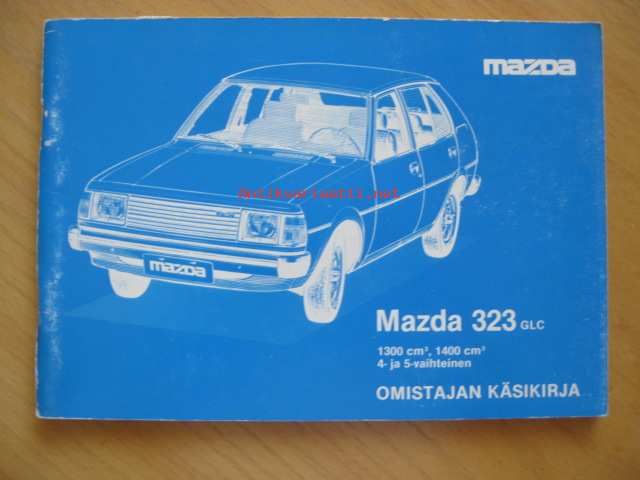 mazda
Antikvariaatti.net
mazda
Mazda 323 GLC
1300 cm³, 1400 cm³
4- ja 5-vaihteinen
OMISTAJAN KÄSIKIRJA